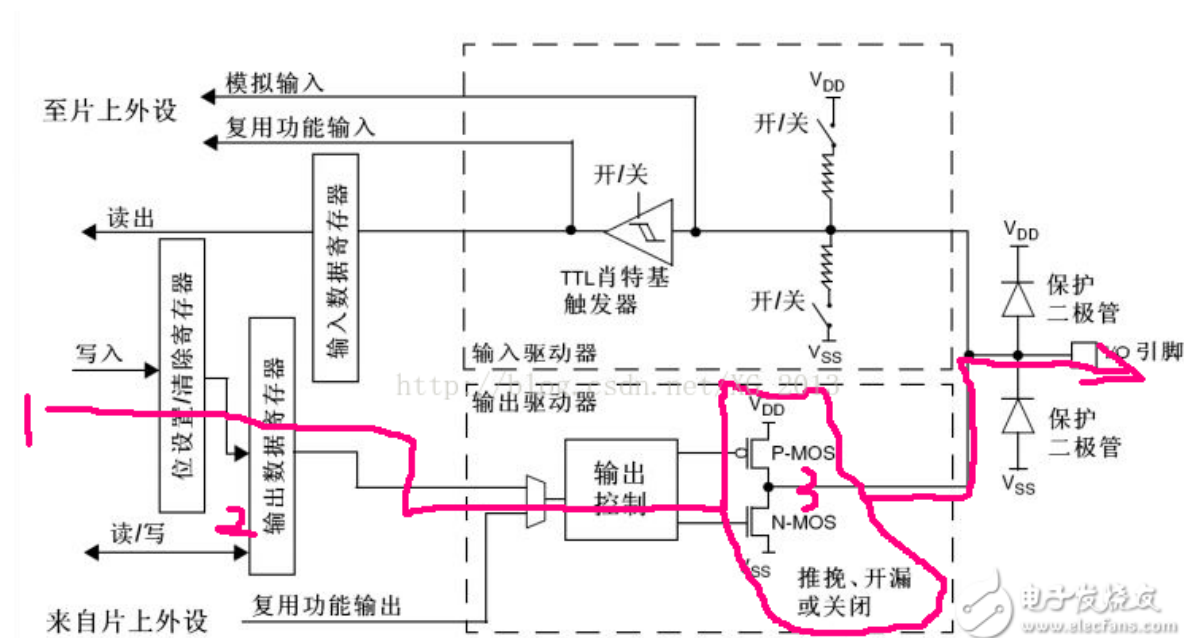 至片上外设
模拟输入
复用功能输入
VDD
开/关
开/关
TTL肖特基
触发器
开/关
VSS
读出
输入数据寄存器
位设置/清除寄存器
输出数据寄存器
写入
VDD
保护
二极管
I/O 引脚
保护
二极管
VSS
输入驱动器
http://blog.csdn.net/XG_2013
输出驱动器
VDD
P-MOS
输出
控制
N-MOS
VSS
推挽、开漏
或关闭
1
2
3
读/写
复用功能输出
来自片上外设
电子发烧友
www.elecfans.com